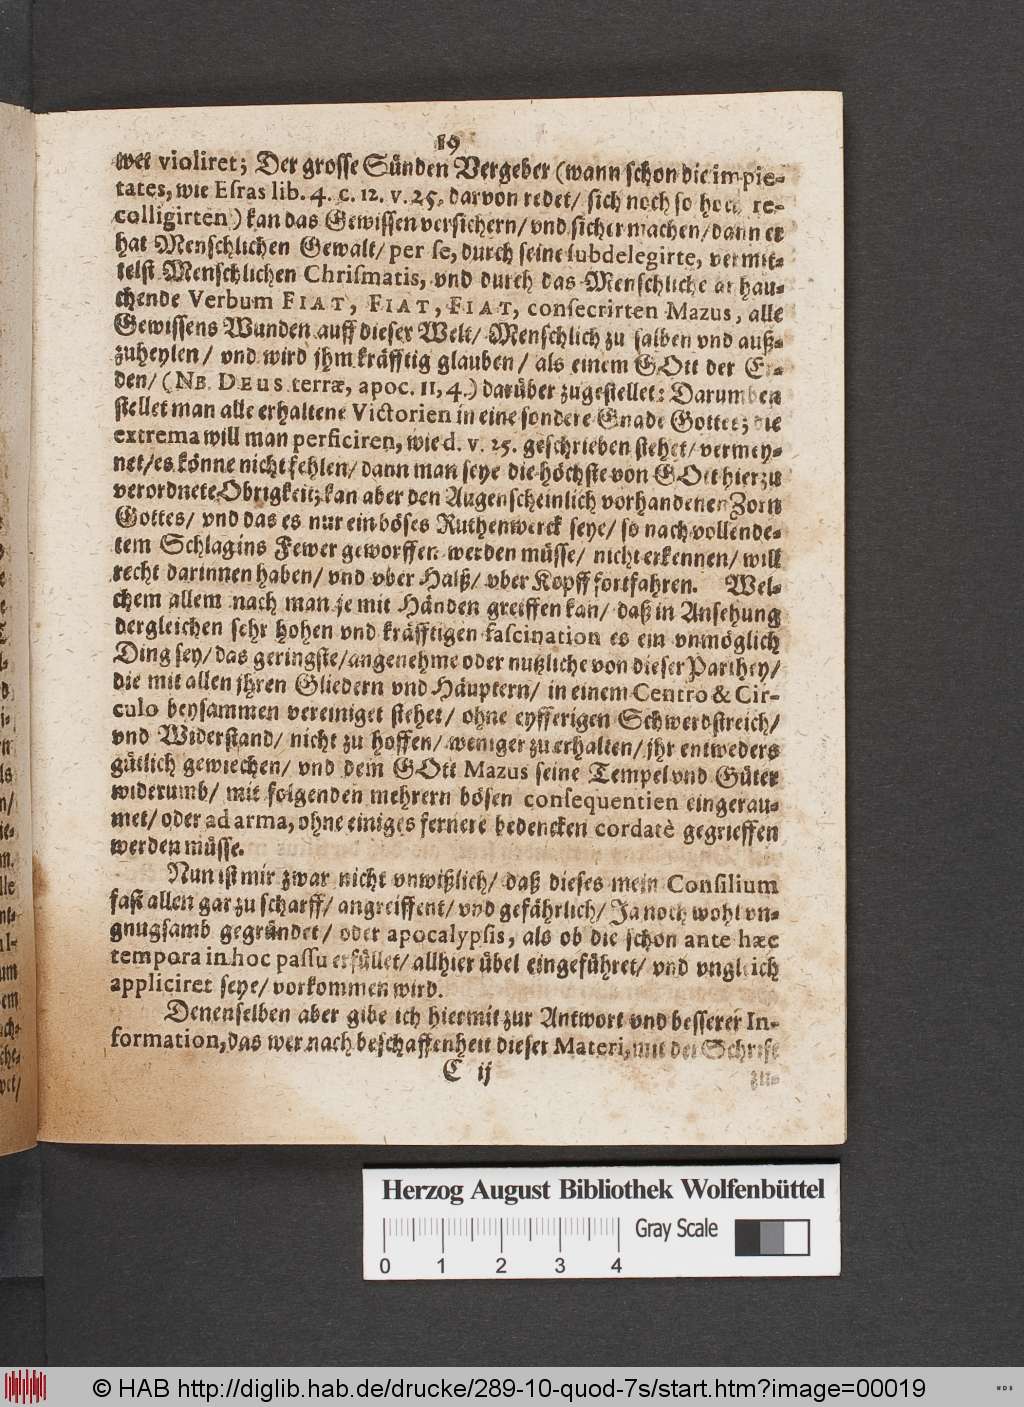 19
wet violiret; Der grosse Sünden Vergeber (wann schon die impie-
tates, wie Esras lib. 4. c. 12. v. 25. darvon redet/ sich noch so hoch re-
colligirten) kan das Gewissen versichern/ vnd sicher machen/ dann er
hat Menschlichen Gewalt/ per se, durch seine subdelegirte, vermit-
telst Menschlichen Chrismatis, vnd durch das Menschliche anhau-
chende Verbum FIAT, FIAT, FIAT, consecrirten Mazus, alle
Gewissens Wunden auff dieser Welt/ Menschlich zu salben vnd auß-
zuheylen/ vnd wird jhm kräfftig glauben/ als einem GOtt der Er-
den/ (NB. DEUS terræ, apoc. 11, 4.) darüber zugestellet: Darumben
stellet man alle erhaltene Victorien in eine sondere Gnade Gottes; die
extrema will man perficiren, wie d. v. 25. geschrieben stehet/ vermey-
net/ es könne nicht fehlen/ dann man seye die höchste von GOtt hierzu
verordnete Obrigkeit; kan aber den Augenscheinlich vorhandenen Zorn
Gottes/ vnd das es nur ein böses Ruthenwerck seye/ so nach vollende-
tem Schlag ins Fewer geworffen werden müsse/ nicht erkennen/ will
recht darinnen haben/ vnd vber Halß/ vber Kopff fortfahren. Wel-
chem allem nach man je mit Händen greiffen kan/ daß in Ansehung
dergleichen sehr hohen vnd kräfftigen fascination es ein vnmöglich
Ding sey/ das geringste/ angenehme oder nutzliche von dieser Parthey/
die mit allen jhren Gliedern vnd Häuptern/ in einem Centro & Cir-
culo beysammen vereiniget stehet/ ohne eyfferigen Schwerdstreich/
vnd Widerstand/ nicht zu hoffen/ weniger zu erhalten/ jhr entweders
gütlich gewiechen/ vnd dem GOtt Mazus seine Tempel vnd Güter
widerumb/ mit folgenden mehrern bösen consequentien eingerau-
met/ oder ad arma, ohne einiges fernere bedencken cordatè gegrieffen
werden müsse.
Nun ist mir zwar nicht vnwißlich/ daß dieses mein Consilium
fast allen gar zu scharff/ angreiffent/ vnd gefährlich/ Ja noch wohl vn-
gnugsamb gegründet/ oder apocalypsis, als ob die schon ante hæc
tempora in hoc passu erfüllet/ allhier übel eingeführet/ vnd vngleich
appliciret seye/ vorkommen wird.
Denenselben aber gibe ich hiermit zur Antwort vnd besserer In-
formation, das wer nach beschaffenheit dieser Materi, mit der Schrift
C ij
zu-
Herzog August Bibliothek Wolfenbüttel
Gray Scale
0 1 2 3 4
© HAB http://diglib.hab.de/drucke/289-10-quod-7s/start.htm?image=00019